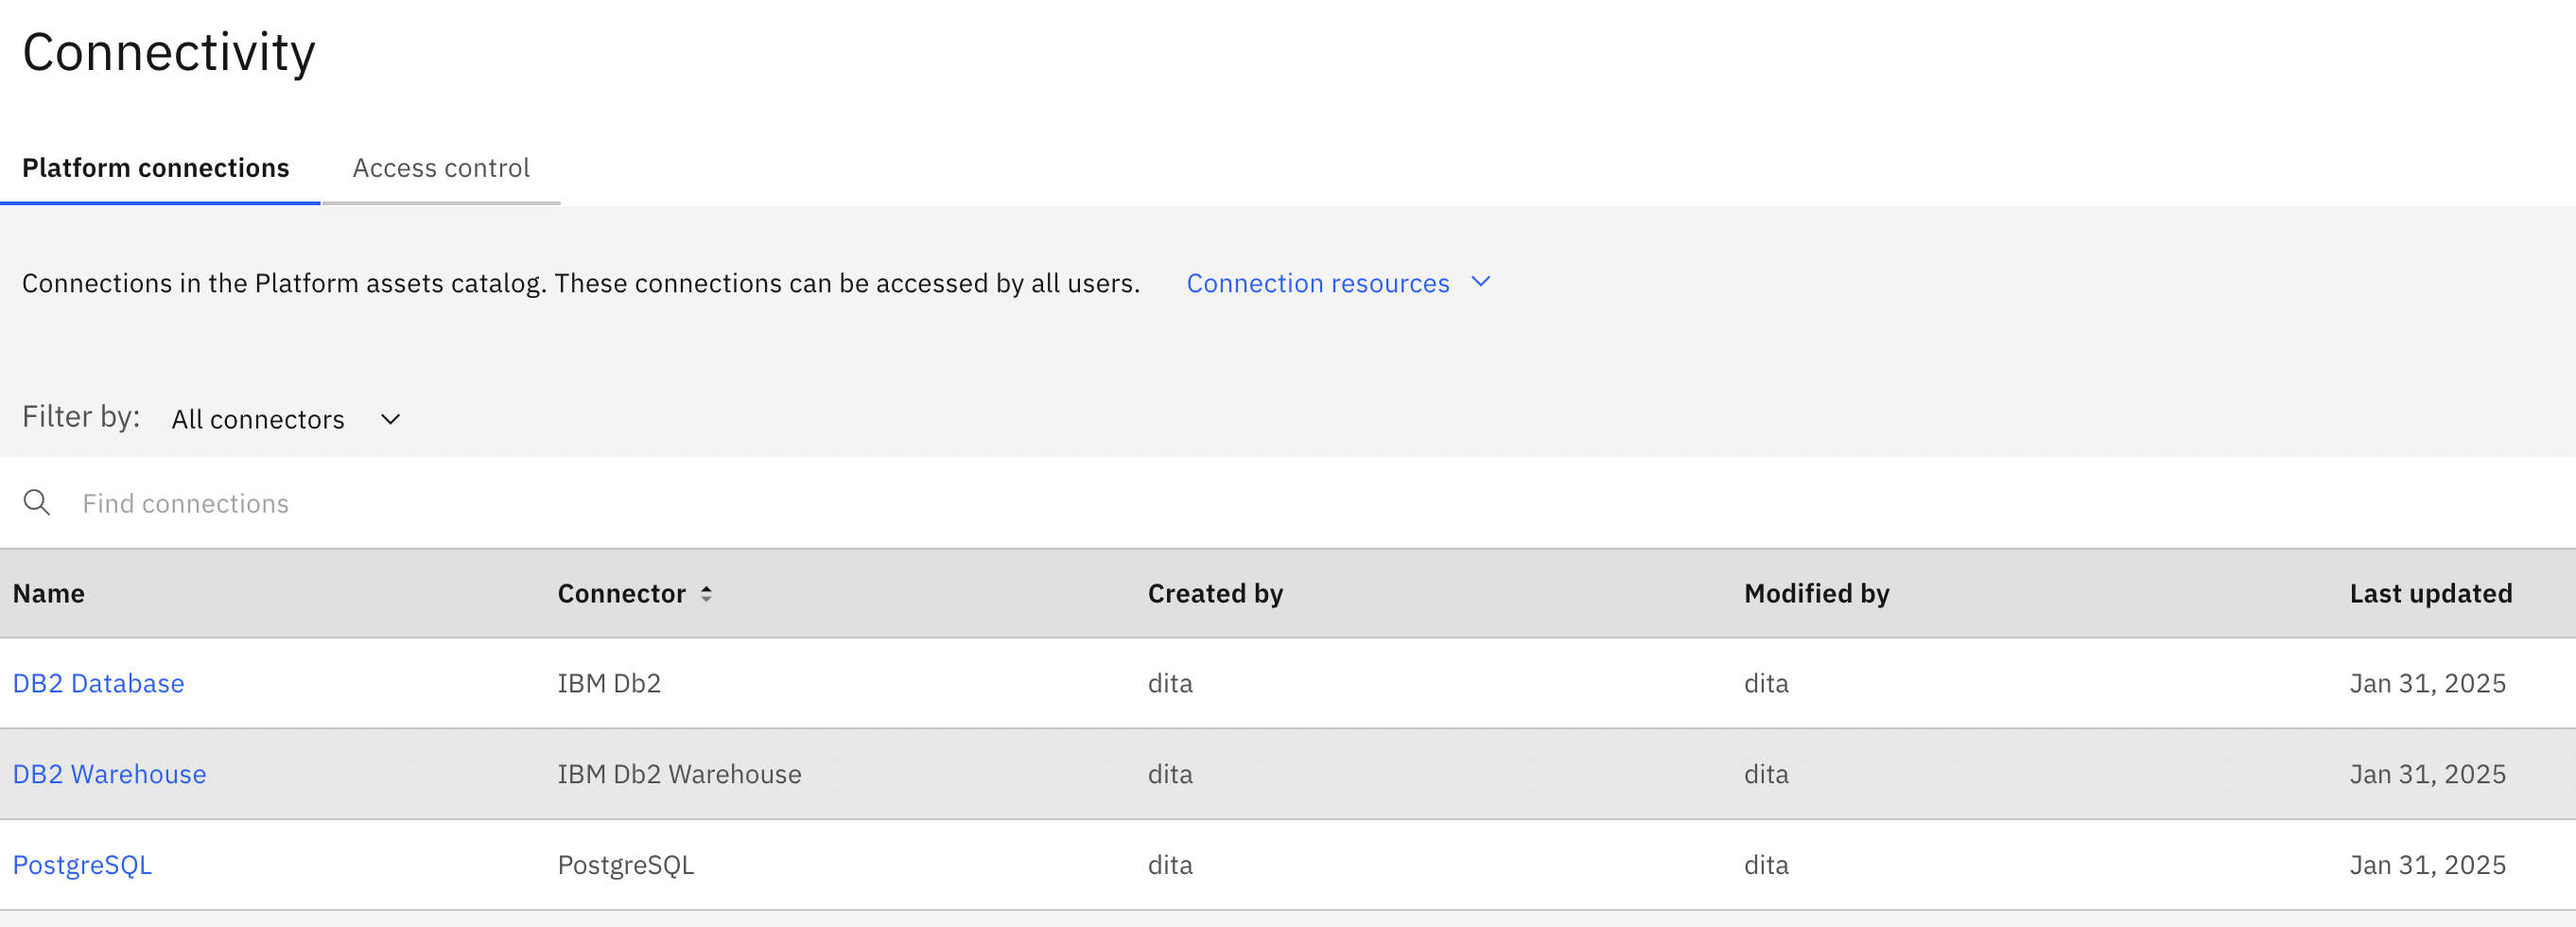 Connectivity
Platform connections Access control
Connections in the Platform assets catalog. These connections can be accessed by all users. Connection resources
Filter by: All connectors
Find connections
Name Connector Created by Modified by Last updated
DB2 Database IBM Db2 dita dita Jan 31, 2025
DB2 Warehouse IBM Db2 Warehouse dita dita Jan 31, 2025
PostgreSQL PostgreSQL dita dita Jan 31, 2025